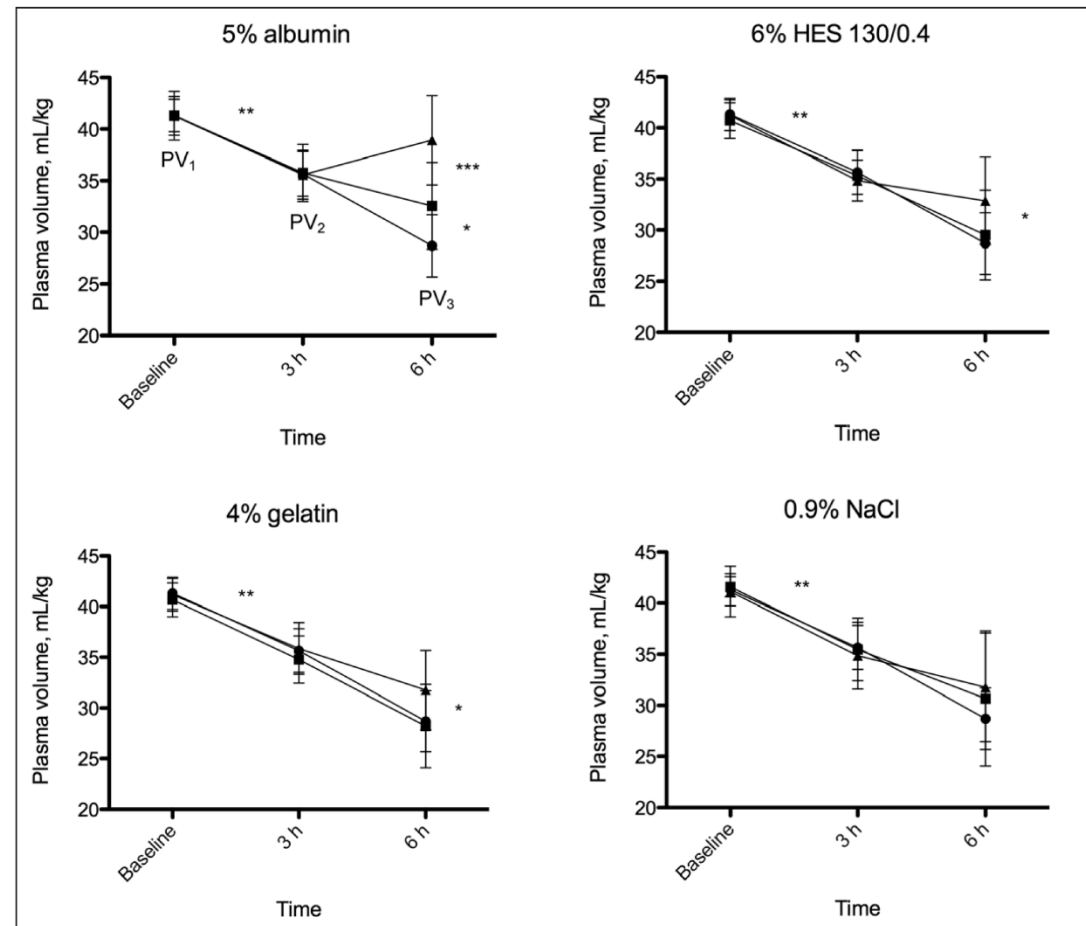 5% albumin
Plasma volume, mL/kg
45
40
35
30
25
20
**
***
*
PV₁
PV₂
PV₃
Baseline
3 h
6 h
Time
6% HES 130/0.4
Plasma volume, mL/kg
45
40
35
30
25
20
**
*
Baseline
3 h
6 h
Time
4% gelatin
Plasma volume, mL/kg
45
40
35
30
25
20
**
*
Baseline
3 h
6 h
Time
0.9% NaCl
Plasma volume, mL/kg
45
40
35
30
25
20
**
Baseline
3 h
6 h
Time